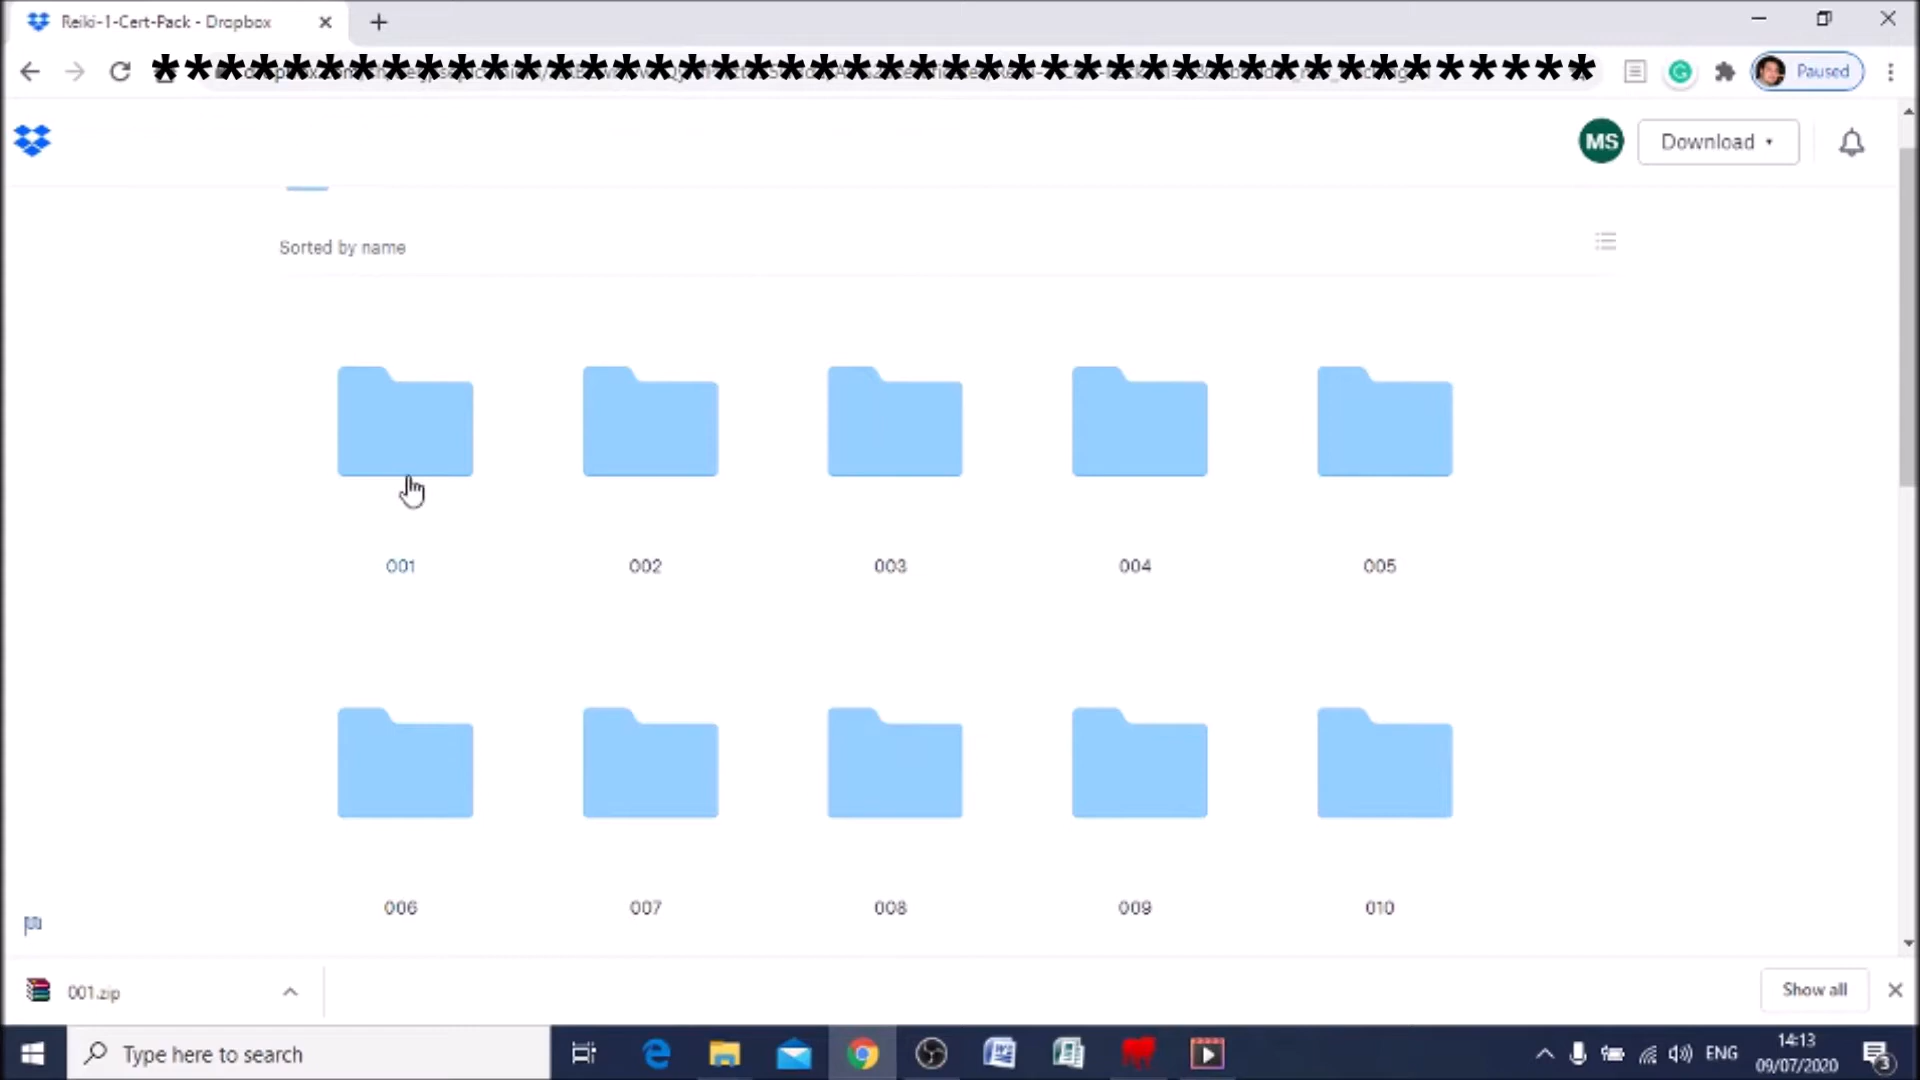 Reiki-1-Cert-Pack - Dropbox
******************************************** 
Paused
MS
Download
Sorted by name
001
002
003
004
005
006
007
008
009
010
001.zip
Show all
Type here to search
ENG
14:13
09/07/2020
3